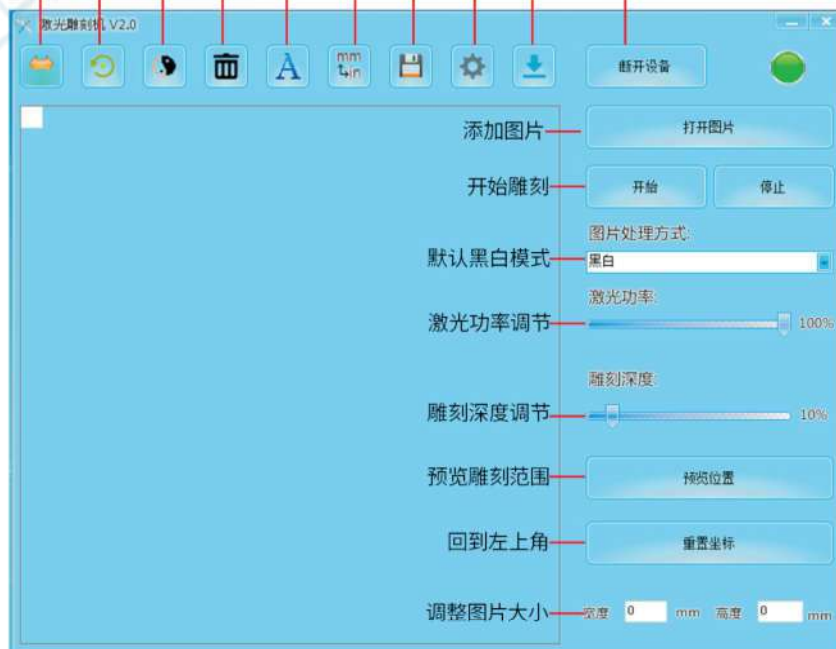 激光雕刻机 V2.0
A
mm
in
断开设备
添加图片
打开图片
开始雕刻
开始
停止
图片处理方式:
默认黑白模式
黑白
激光功率:
激光功率调节
100%
雕刻深度:
雕刻深度调节
10%
预览雕刻范围
预览位置
回到左上角
重置坐标
调整图片大小
宽度 0 mm 高度 0 mm